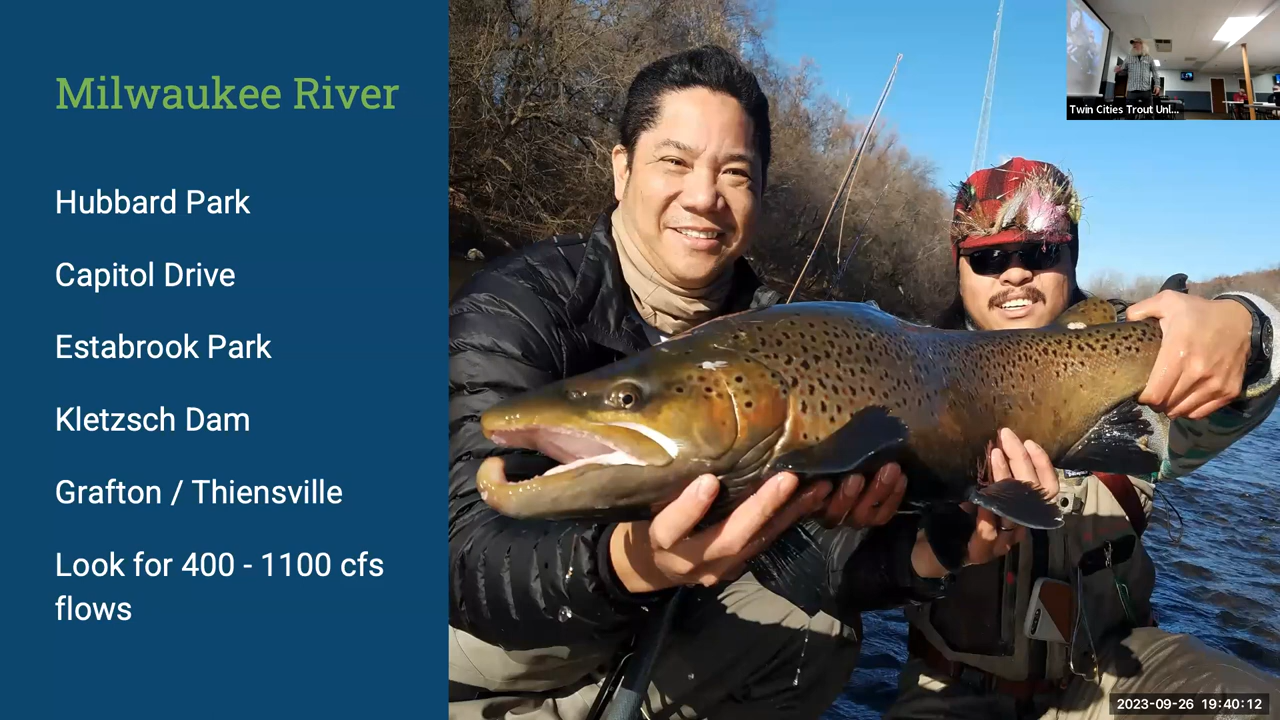 Milwaukee River
Hubbard Park
Capitol Drive
Estabrook Park
Kletzsch Dam
Grafton / Thiensville
Look for 400 - 1100 cfs
flows
Twin Cities Trout Unl...
2023-09-26 19:40:12